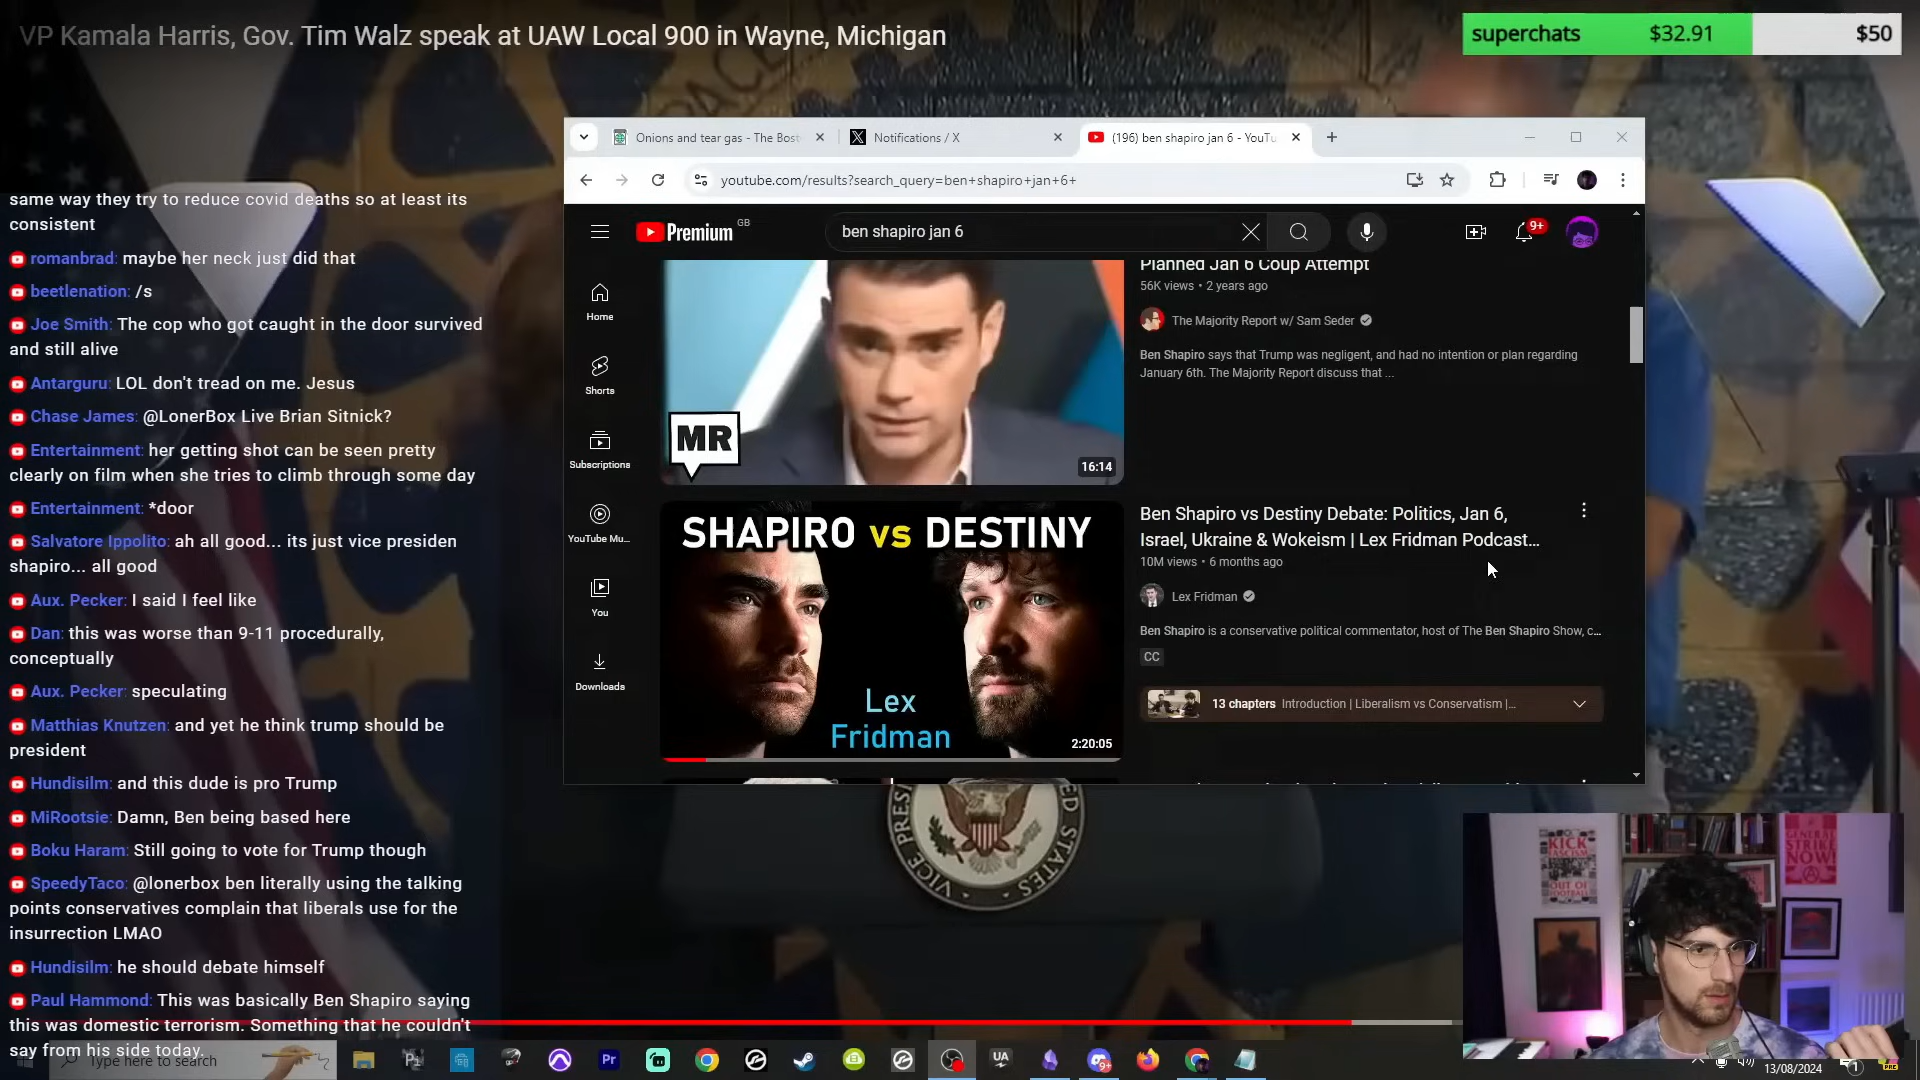 VP Kamala Harris, Gov. Tim Walz speak at UAW Local 900 in Wayne, Michigan
superchats $32.91 $50
Onions and tear gas - The Bost
Notifications / X
(196) ben shapiro jan 6 - YouTu
youtube.com/results?search_query=ben+shapiro+jan+6+
Premium GB
ben shapiro jan 6
9+
Home
Shorts
Subscriptions
YouTube Mu...
You
Downloads
MR
16:14
Planned Jan 6 Coup Attempt
56K views • 2 years ago
The Majority Report w/ Sam Seder
Ben Shapiro says that Trump was negligent, and had no intention or plan regarding
January 6th. The Majority Report discuss that ...
SHAPIRO vs DESTINY
Lex
Fridman
2:20:05
Ben Shapiro vs Destiny Debate: Politics, Jan 6,
Israel, Ukraine & Wokeism | Lex Fridman Podcast...
10M views • 6 months ago
Lex Fridman
Ben Shapiro is a conservative political commentator, host of The Ben Shapiro Show, c...
CC
13 chapters Introduction | Liberalism vs Conservatism |...
same way they try to reduce covid deaths so at least its
consistent
romanbrad: maybe her neck just did that
beetlenation: /s
Joe Smith: The cop who got caught in the door survived
and still alive
Antarguru: LOL don't tread on me. Jesus
Chase James: @LonerBox Live Brian Sitnick?
Entertainment: her getting shot can be seen pretty
clearly on film when she tries to climb through some day
Entertainment: *door
Salvatore Ippolito: ah all good... its just vice presiden
shapiro... all good
Aux. Pecker: I said I feel like
Dan: this was worse than 9-11 procedurally,
conceptually
Aux. Pecker: speculating
Matthias Knutzen: and yet he think trump should be
president
Hundisilm: and this dude is pro Trump
MiRootsie: Damn, Ben being based here
Boku Haram: Still going to vote for Trump though
SpeedyTaco: @lonerbox ben literally using the talking
points conservatives complain that liberals use for the
insurrection LMAO
Hundisilm: he should debate himself
Paul Hammond: This was basically Ben Shapiro saying
this was domestic terrorism. Something that he couldn't
say from his side today.
Type here to search
KICK
FASCISM
OUT OF
FOOTBALL
GENERAL
STRIKE
NOW!
Pr
UA
9+
13/08/2024
1